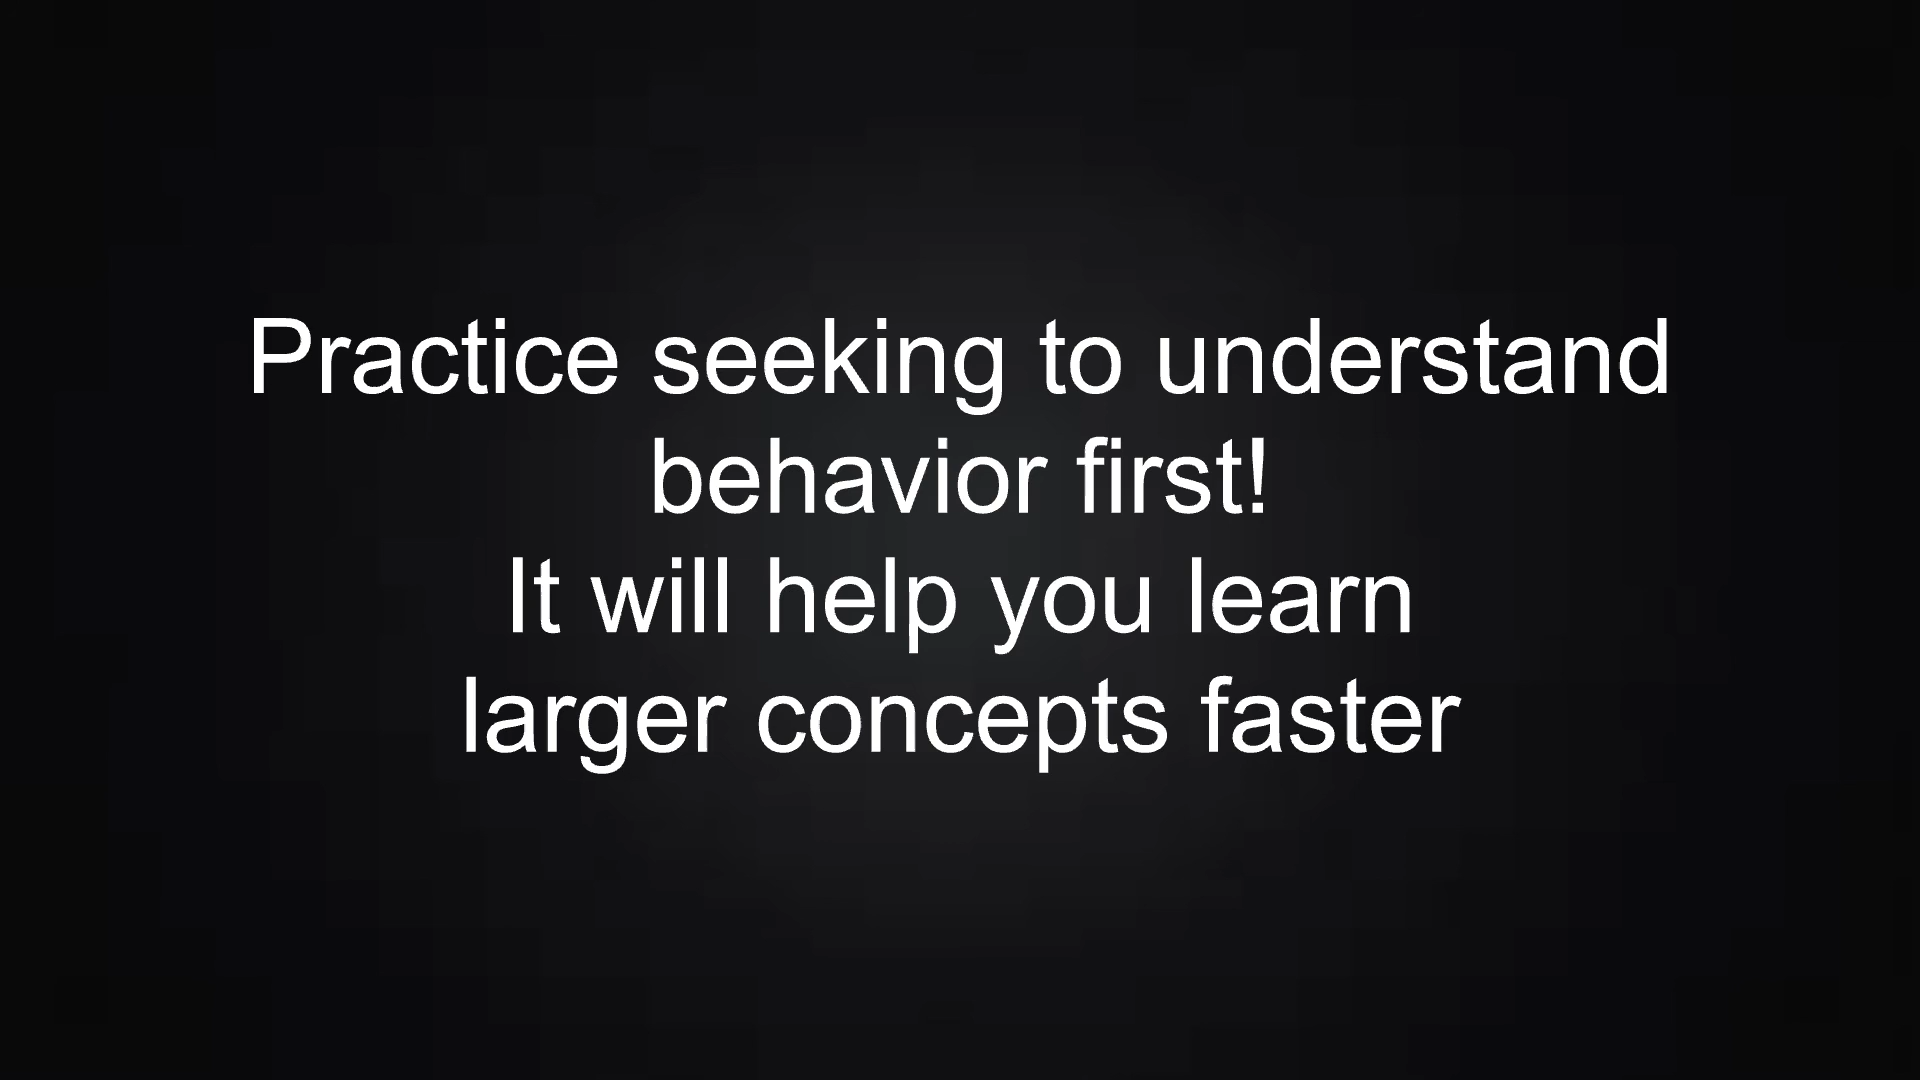 Practice seeking to understand
behavior first!
It will help you learn
larger concepts faster